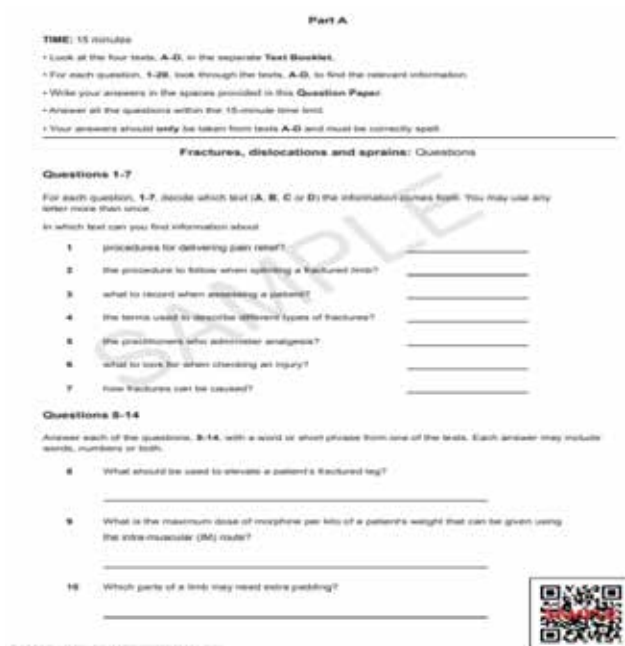 Part A
TIME: 15 minutes
• Look at the four texts, A-D, in the separate Text Booklet.
• For each question, 1-20, look through the texts, A-D, to find the relevant information.
• Write your answers in the spaces provided in this Question Paper.
• Answer all the questions within the 15-minute time limit.
• Your answers should only be taken from texts A-D and must be correctly spelt.
Fractures, dislocations and sprains: Questions
Questions 1-7
For each question, 1-7, decide which text (A, B, C or D) the information comes from. You may use any
letter more than once.
In which text can you find information about
1 procedures for delivering pain relief?
2 the procedure to follow when splinting a fractured limb?
3 what to record when assessing a patient?
4 the terms used to describe different types of fractures?
5 the practitioners who administer analgesia?
6 what to look for when checking an injury?
7 how fractures can be caused?
SAMPLE
Questions 8-14
Answer each of the questions, 8-14, with a word or short phrase from one of the texts. Each answer may include
words, numbers or both.
8 What should be used to elevate a patient's fractured leg?
9 What is the maximum dose of morphine per kilo of a patient's weight that can be given using
the intra-muscular (IM) route?
10 Which parts of a limb may need extra padding?
SAMPLE